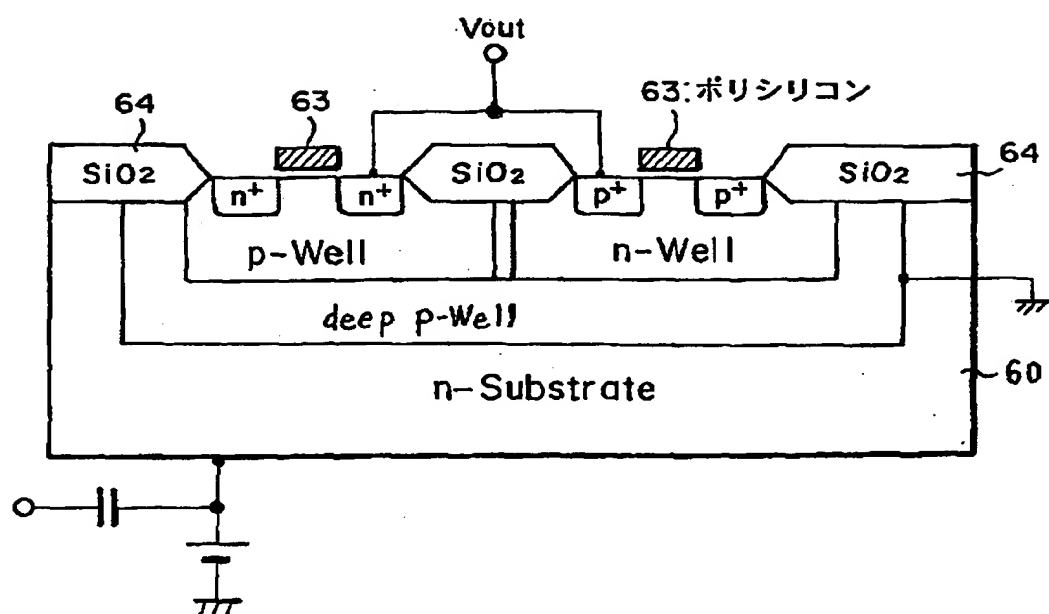 Vout
64
63
63:ポリシリコン
SiO2
SiO2
SiO2
64
n+
n+
p+
p+
p-Well
n-Well
deep p-Well
n-Substrate
60